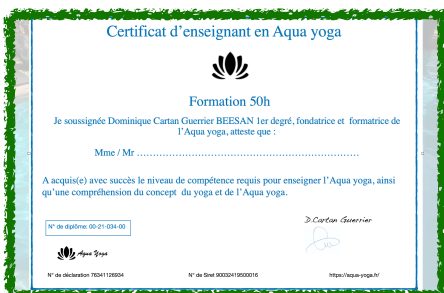 Certificat d'enseignant en Aqua yoga
Formation 50h
Je soussignée Dominique Cartan Guerrier BEESAN 1er degré, fondatrice et formatrice de
l'Aqua yoga, atteste que :
Mme / Mr ……………………………………………………………
A acquis(e) avec succès le niveau de compétence requis pour enseigner l'Aqua yoga, ainsi
qu'une compréhension du concept du yoga et de l'Aqua yoga.
D.Cartan Guerrier
N° de diplôme: 00-21-034-00
Aqua Yoga
N° de déclaration 76341126934 N° de Siret 90032419500016 https://aqua-yoga.fr/